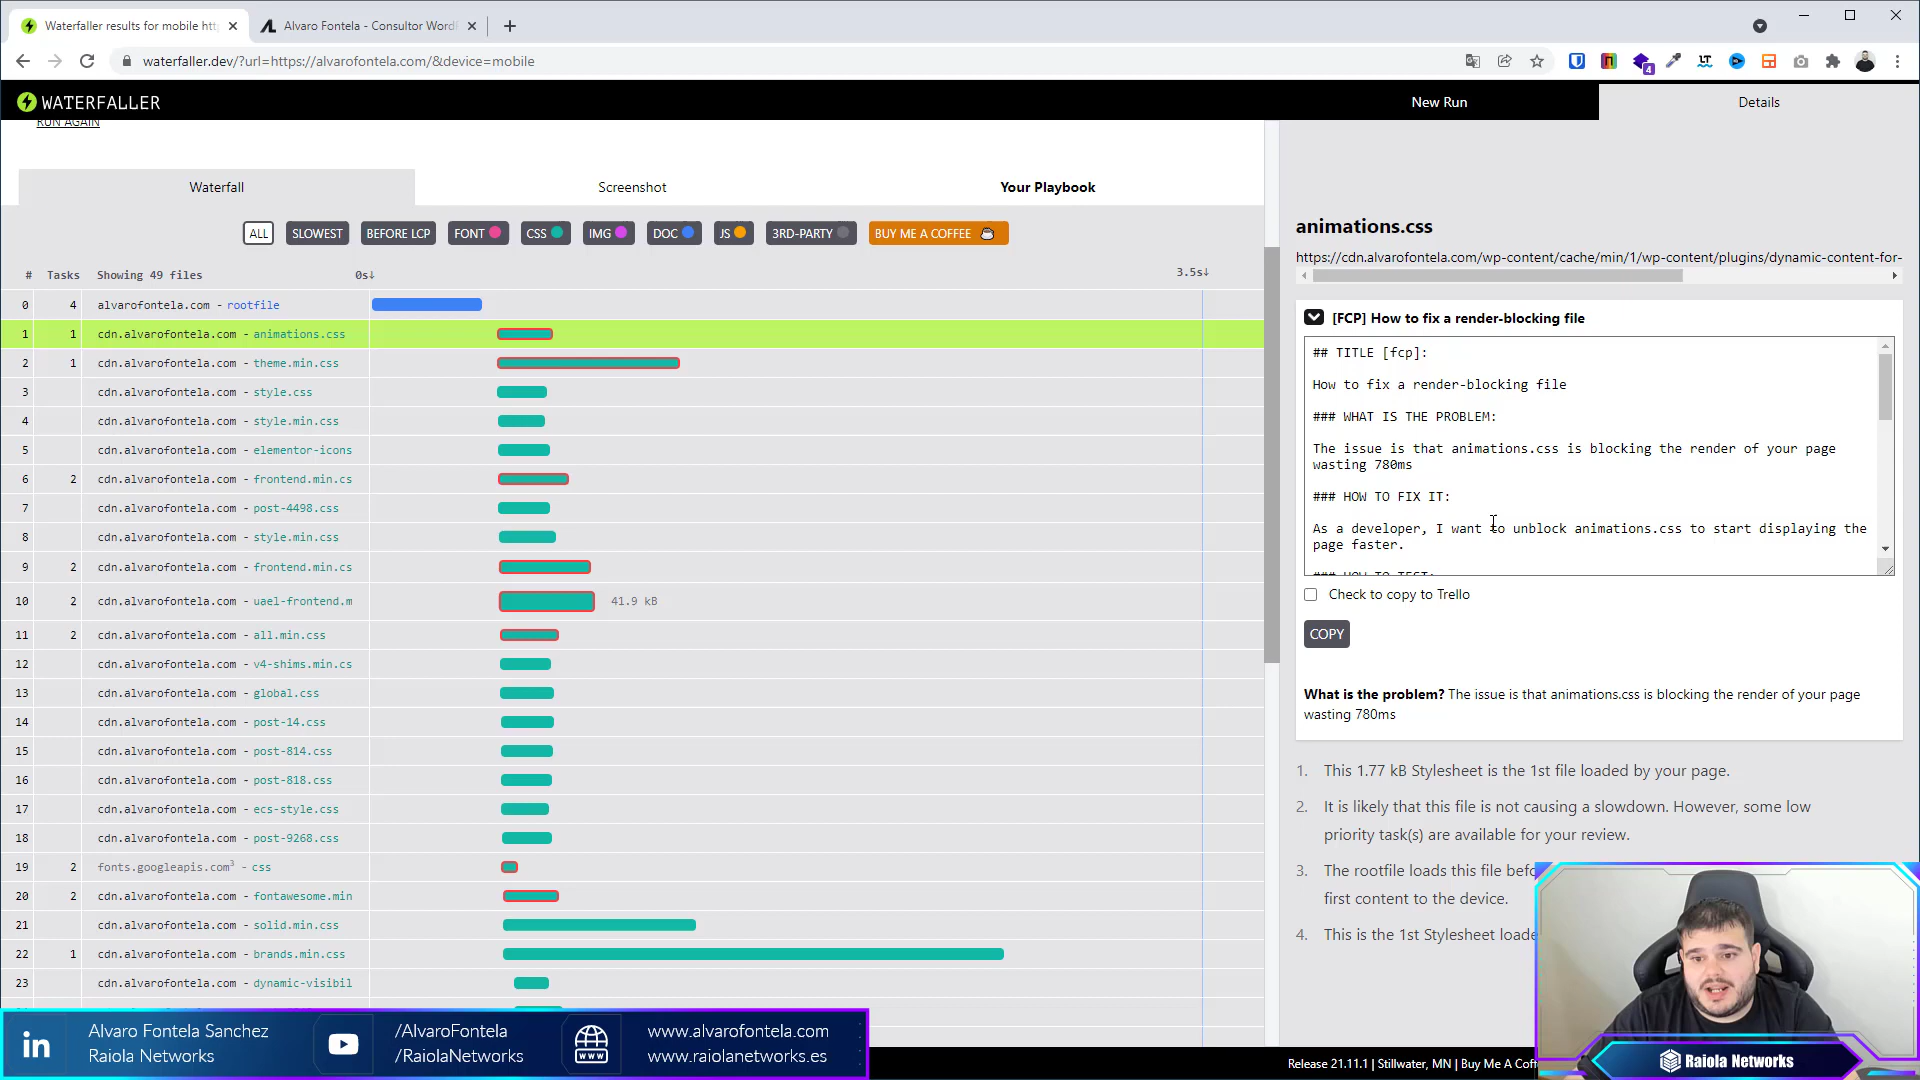 Waterfaller results for mobile htt
Alvaro Fontela - Consultor WordP
waterfaller.dev/?url=https://alvarofontela.com/&device=mobile
4
WATERFALLER
New Run
Details
RUN AGAIN
Waterfall
Screenshot
Your Playbook
ALL
SLOWEST
BEFORE LCP
FONT
CSS
IMG
DOC
JS
3RD-PARTY
BUY ME A COFFEE
# Tasks Showing 49 files 0s↓ 3.5s↓
0 4 alvarofontela.com - rootfile
1 1 cdn.alvarofontela.com - animations.css
2 1 cdn.alvarofontela.com - theme.min.css
3 cdn.alvarofontela.com - style.css
4 cdn.alvarofontela.com - style.min.css
5 cdn.alvarofontela.com - elementor-icons
6 2 cdn.alvarofontela.com - frontend.min.cs
7 cdn.alvarofontela.com - post-4498.css
8 cdn.alvarofontela.com - style.min.css
9 2 cdn.alvarofontela.com - frontend.min.cs
10 2 cdn.alvarofontela.com - uael-frontend.m 41.9 kB
11 2 cdn.alvarofontela.com - all.min.css
12 cdn.alvarofontela.com - v4-shims.min.cs
13 cdn.alvarofontela.com - global.css
14 cdn.alvarofontela.com - post-14.css
15 cdn.alvarofontela.com - post-814.css
16 cdn.alvarofontela.com - post-818.css
17 cdn.alvarofontela.com - ecs-style.css
18 cdn.alvarofontela.com - post-9268.css
19 2 fonts.googleapis.com³ - css
20 2 cdn.alvarofontela.com - fontawesome.min
21 cdn.alvarofontela.com - solid.min.css
22 1 cdn.alvarofontela.com - brands.min.css
23 cdn.alvarofontela.com - dynamic-visibil
animations.css
https://cdn.alvarofontela.com/wp-content/cache/min/1/wp-content/plugins/dynamic-content-for-
[FCP] How to fix a render-blocking file
## TITLE [fcp]:
How to fix a render-blocking file
### WHAT IS THE PROBLEM:
The issue is that animations.css is blocking the render of your page
wasting 780ms
### HOW TO FIX IT:
As a developer, I want to unblock animations.css to start displaying the
page faster.
### HOW TO TEST:
Check to copy to Trello
COPY
What is the problem? The issue is that animations.css is blocking the render of your page
wasting 780ms
1. This 1.77 kB Stylesheet is the 1st file loaded by your page.
2. It is likely that this file is not causing a slowdown. However, some low
priority task(s) are available for your review.
3. The rootfile loads this file befo
first content to the device.
4. This is the 1st Stylesheet loade
in
Alvaro Fontela Sanchez
Raiola Networks
/AlvaroFontela
/RaiolaNetworks
www
www.alvarofontela.com
www.raiolanetworks.es
Release 21.11.1 | Stillwater, MN | Buy Me A Coff
Raiola Networks